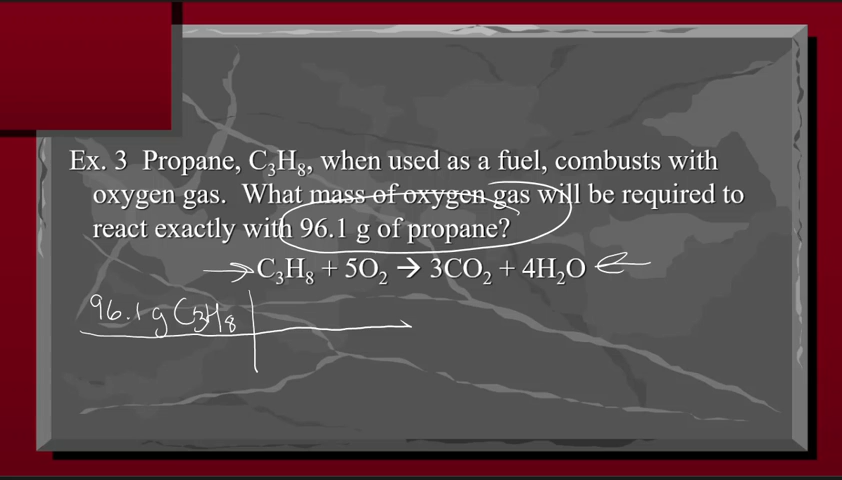 Ex. 3 Propane, C₃H₈, when used as a fuel, combusts with
oxygen gas. What mass of oxygen gas will be required to
react exactly with 96.1 g of propane?
C₃H₈ + 5O₂ → 3CO₂ + 4H₂O
96.1 g C₃H₈